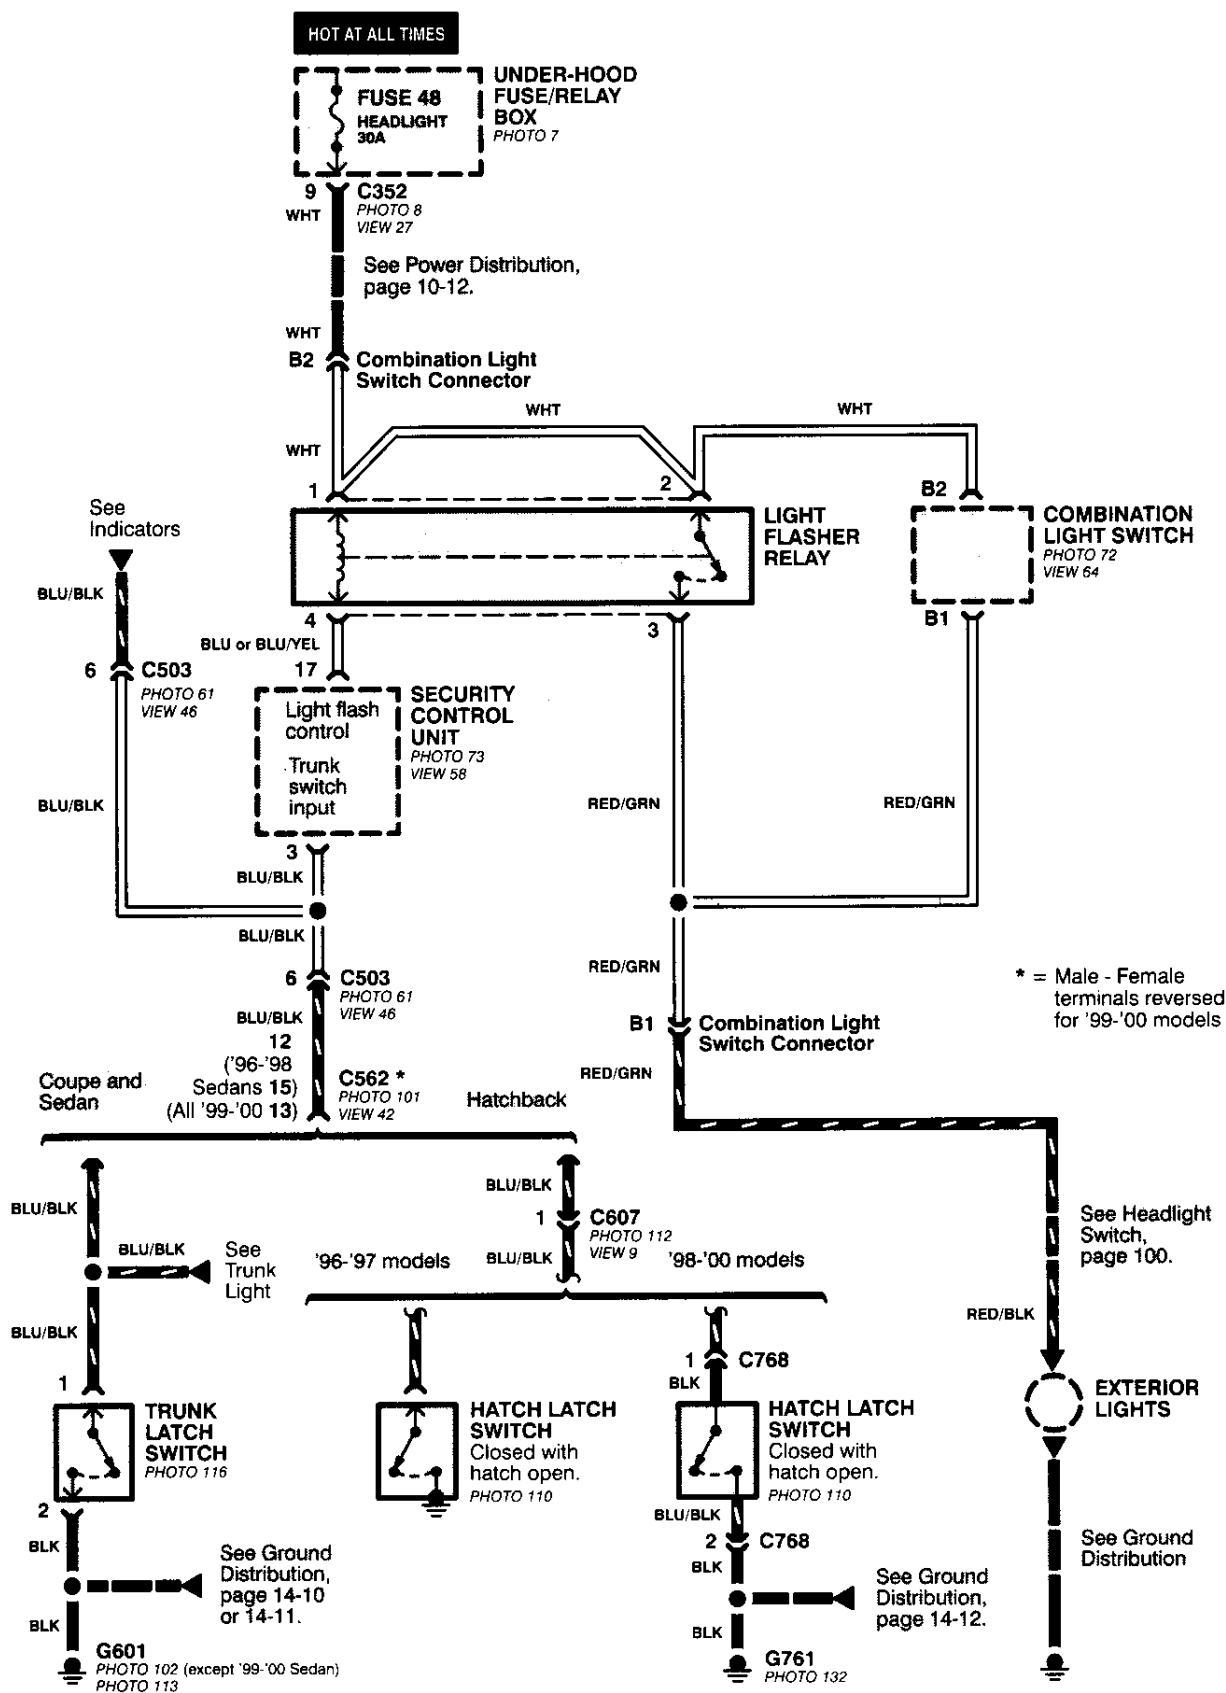 HOT AT ALL TIMES
UNDER-HOOD
FUSE/RELAY
BOX
PHOTO 7
FUSE 48
HEADLIGHT
30A
9
C352
PHOTO 8
VIEW 27
WHT
See Power Distribution,
page 10-12.
WHT
B2
Combination Light
Switch Connector
WHT
WHT
WHT
1
2
B2
See
Indicators
LIGHT
FLASHER
RELAY
COMBINATION
LIGHT SWITCH
PHOTO 72
VIEW 64
BLU/BLK
4
3
B1
BLU or BLU/YEL
17
6
C503
PHOTO 61
VIEW 46
Light flash
control
Trunk
switch
input
SECURITY
CONTROL
UNIT
PHOTO 73
VIEW 58
BLU/BLK
RED/GRN
RED/GRN
3
BLU/BLK
BLU/BLK
6
C503
PHOTO 61
VIEW 46
RED/GRN
* = Male - Female
terminals reversed
for '99-'00 models
BLU/BLK
12
('96-'98
Sedans 15)
(All '99-'00 13)
C562 *
PHOTO 101
VIEW 42
B1
Combination Light
Switch Connector
RED/GRN
Coupe and
Sedan
Hatchback
BLU/BLK
BLU/BLK
1
C607
PHOTO 112
VIEW 9
See Headlight
Switch,
page 100.
BLU/BLK
See
Trunk
Light
'96-'97 models
BLU/BLK
'98-'00 models
BLU/BLK
RED/BLK
1
1
C768
BLK
TRUNK
LATCH
SWITCH
PHOTO 116
HATCH LATCH
SWITCH
Closed with
hatch open.
PHOTO 110
HATCH LATCH
SWITCH
Closed with
hatch open.
PHOTO 110
EXTERIOR
LIGHTS
2
BLU/BLK
2
C768
BLK
BLK
See Ground
Distribution,
page 14-10
or 14-11.
See Ground
Distribution,
page 14-12.
See Ground
Distribution
BLK
BLK
G601
PHOTO 102 (except '99-'00 Sedan)
PHOTO 113
G761
PHOTO 132